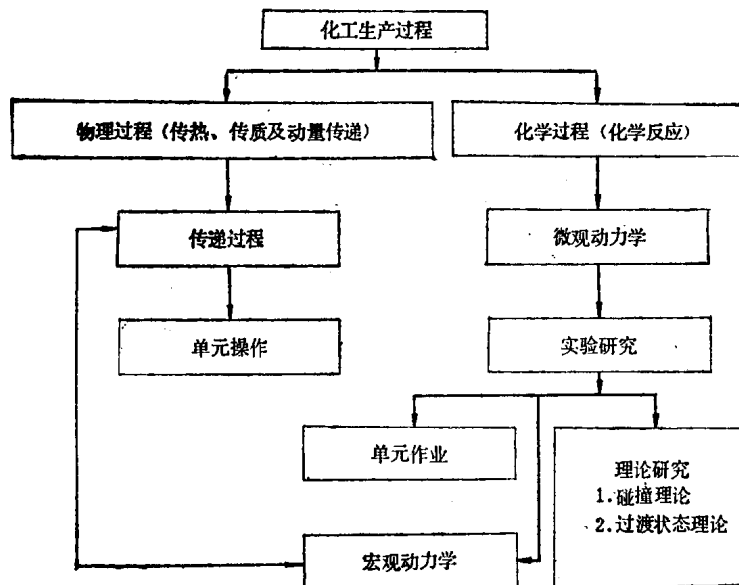 化工生产过程
物理过程（传热、传质及动量传递）
化学过程（化学反应）
传递过程
微观动力学
单元操作
实验研究
单元作业
理论研究
1.碰撞理论
2.过渡状态理论
宏观动力学